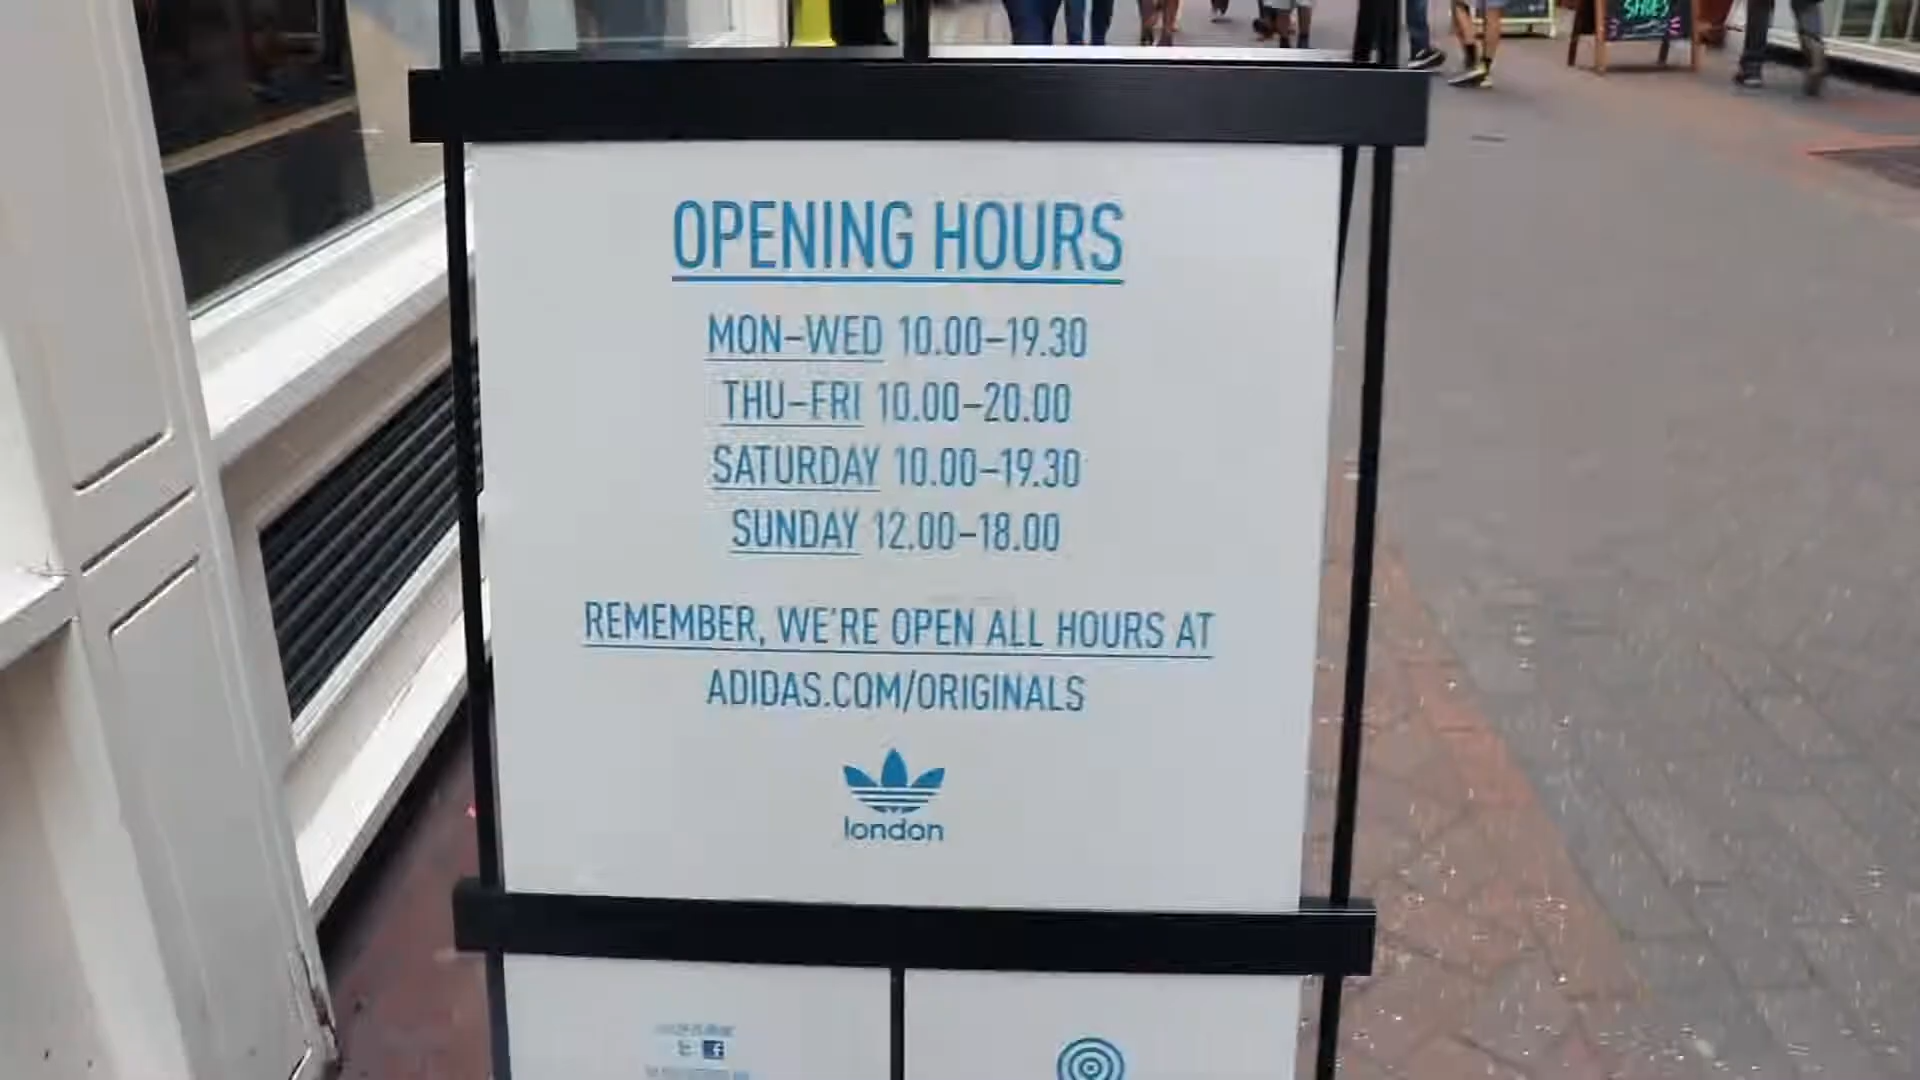 SHOES
OPENING HOURS
MON–WED 10.00–19.30
THU–FRI 10.00–20.00
SATURDAY 10.00–19.30
SUNDAY 12.00–18.00
REMEMBER, WE'RE OPEN ALL HOURS AT
ADIDAS.COM/ORIGINALS
london
f